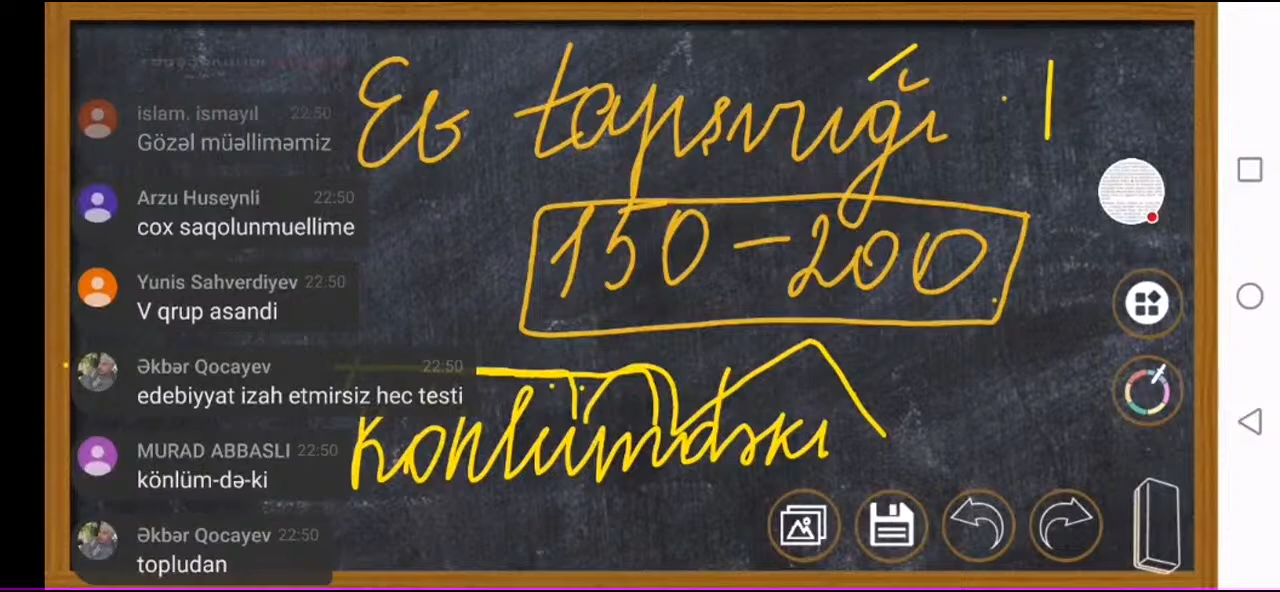 islam. ismayıl 22:50
Gözəl müəlliməmiz
Arzu Huseynli 22:50
cox saqolunmuellime
Yunis Sahverdiyev 22:50
V qrup asandi
Əkbər Qocayev 22:50
edebiyyat izah etmirsiz hec testi
MURAD ABBASLI 22:50
könlüm-də-ki
Əkbər Qocayev 22:50
topludan
Ev tapşırığı
150-200
Könlümdəki